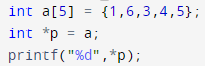 int a[5] = {1,6,3,4,5};
int *p = a;
printf("%d",*p);